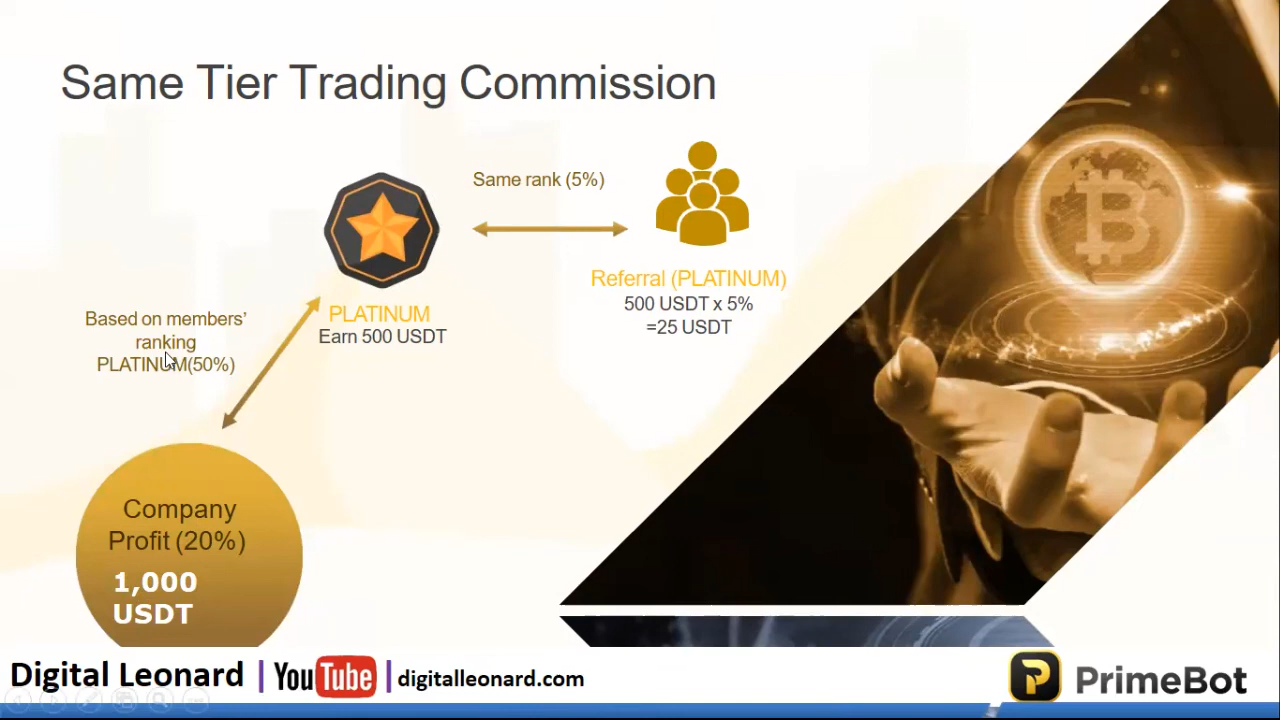 Same Tier Trading Commission
Same rank (5%)
Referral (PLATINUM)
500 USDT x 5%
=25 USDT
PLATINUM
Earn 500 USDT
Based on members’
ranking
PLATINUM(50%)
Company
Profit (20%)
1,000
USDT
Digital Leonard | YouTube | digitalleonard.com
PrimeBot